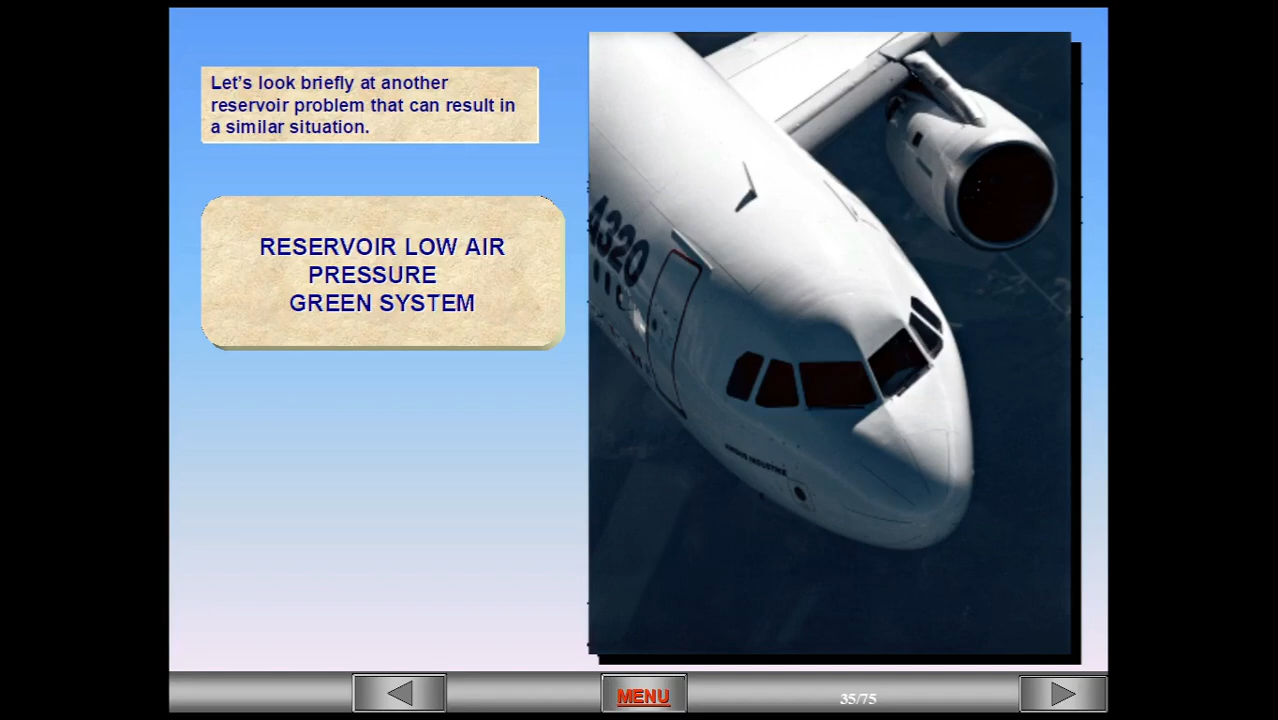 Let's look briefly at another
reservoir problem that can result in
a similar situation.
RESERVOIR LOW AIR
PRESSURE
GREEN SYSTEM
A320
MENU
35/75